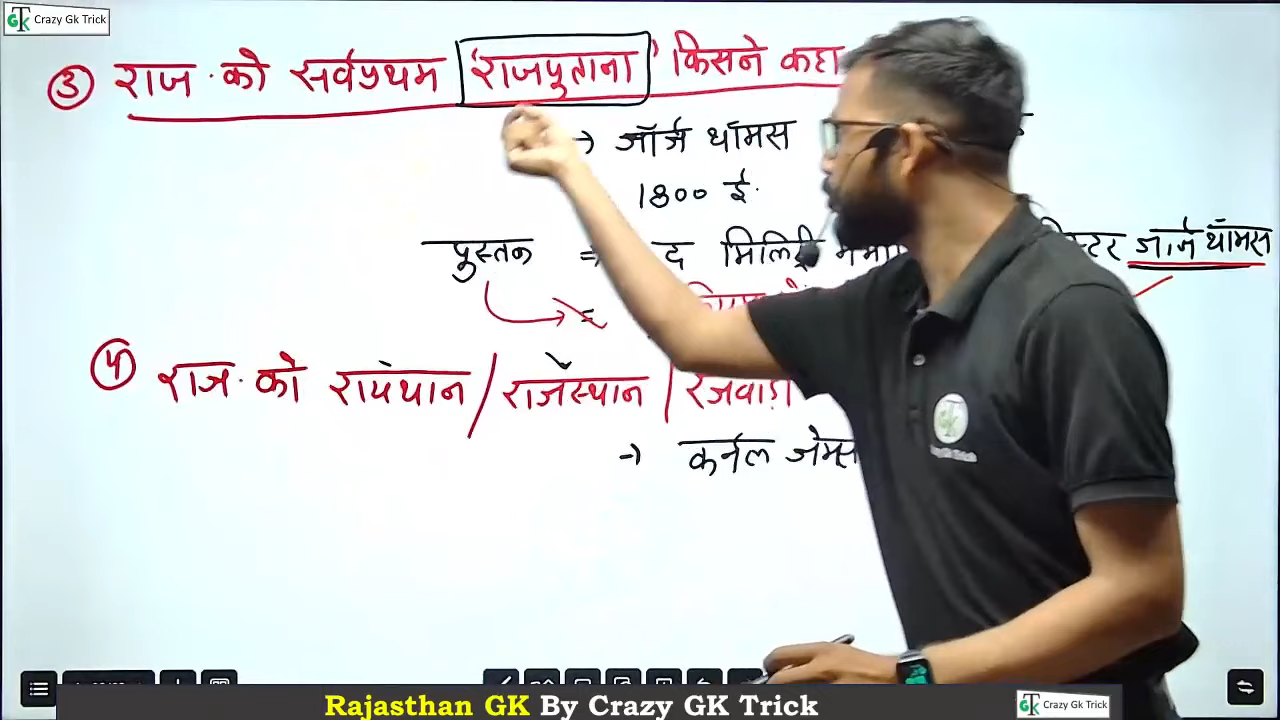 Crazy Gk Trick
③ राज. को सर्वप्रथम 'राजपुताना' किसने कहा
→ जॉर्ज थॉमस
1800 ई.
पुस्तक = द मिलिट्री जार्ज थॉमस
④ राज. को रायथान / राजस्थान / रजवाड़ा
→ कर्नल जेम्स
Rajasthan GK By Crazy GK Trick
Crazy GK Trick